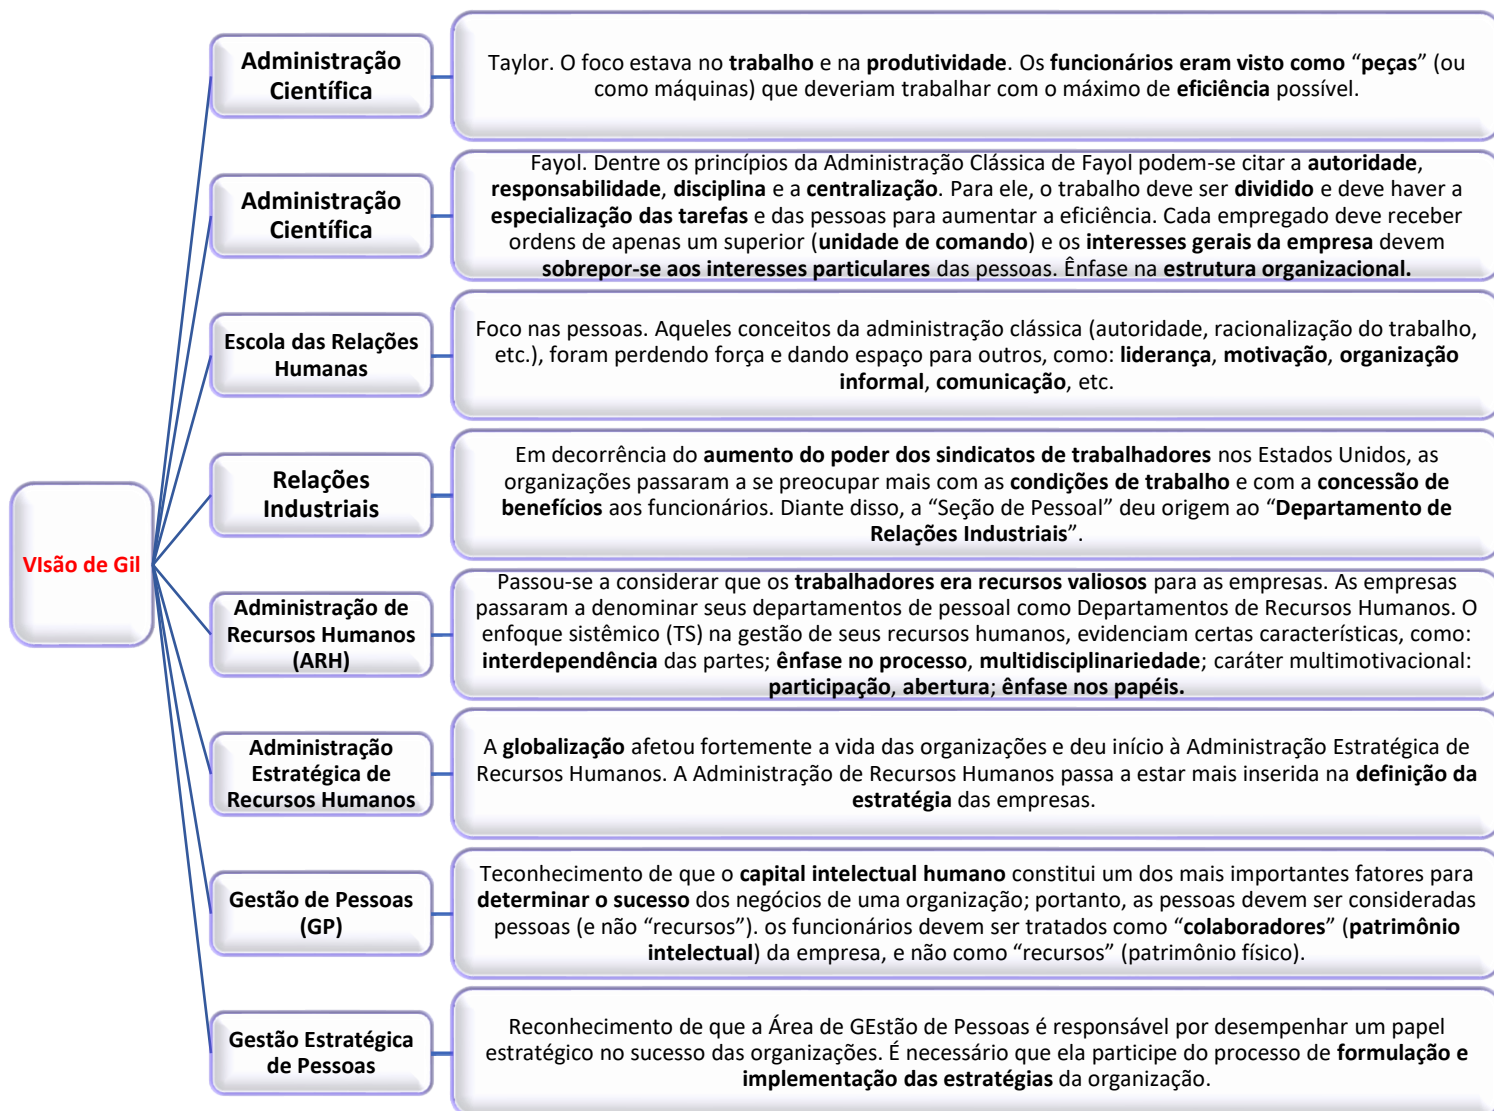 Administração
Científica
Taylor. O foco estava no trabalho e na produtividade. Os funcionários eram visto como “peças” (ou
como máquinas) que deveriam trabalhar com o máximo de eficiência possível.
Administração
Científica
Fayol. Dentre os princípios da Administração Clássica de Fayol podem-se citar a autoridade,
responsabilidade, disciplina e a centralização. Para ele, o trabalho deve ser dividido e deve haver a
especialização das tarefas e das pessoas para aumentar a eficiência. Cada empregado deve receber
ordens de apenas um superior (unidade de comando) e os interesses gerais da empresa devem
sobrepor-se aos interesses particulares das pessoas. Ênfase na estrutura organizacional.
Escola das Relações
Humanas
Foco nas pessoas. Aqueles conceitos da administração clássica (autoridade, racionalização do trabalho,
etc.), foram perdendo força e dando espaço para outros, como: liderança, motivação, organização
informal, comunicação, etc.
Relações
Industriais
Em decorrência do aumento do poder dos sindicatos de trabalhadores nos Estados Unidos, as
organizações passaram a se preocupar mais com as condições de trabalho e com a concessão de
benefícios aos funcionários. Diante disso, a “Seção de Pessoal” deu origem ao “Departamento de
Relações Industriais”.
VIsão de Gil
Administração de
Recursos Humanos
(ARH)
Passou-se a considerar que os trabalhadores era recursos valiosos para as empresas. As empresas
passaram a denominar seus departamentos de pessoal como Departamentos de Recursos Humanos. O
enfoque sistêmico (TS) na gestão de seus recursos humanos, evidenciam certas características, como:
interdependência das partes; ênfase no processo, multidisciplinariedade; caráter multimotivacional:
participação, abertura; ênfase nos papéis.
Administração
Estratégica de
Recursos Humanos
A globalização afetou fortemente a vida das organizações e deu início à Administração Estratégica de
Recursos Humanos. A Administração de Recursos Humanos passa a estar mais inserida na definição da
estratégia das empresas.
Gestão de Pessoas
(GP)
Teconhecimento de que o capital intelectual humano constitui um dos mais importantes fatores para
determinar o sucesso dos negócios de uma organização; portanto, as pessoas devem ser consideradas
pessoas (e não “recursos”). os funcionários devem ser tratados como “colaboradores” (patrimônio
intelectual) da empresa, e não como “recursos” (patrimônio físico).
Gestão Estratégica
de Pessoas
Reconhecimento de que a Área de GEstão de Pessoas é responsável por desempenhar um papel
estratégico no sucesso das organizações. É necessário que ela participe do processo de formulação e
implementação das estratégias da organização.